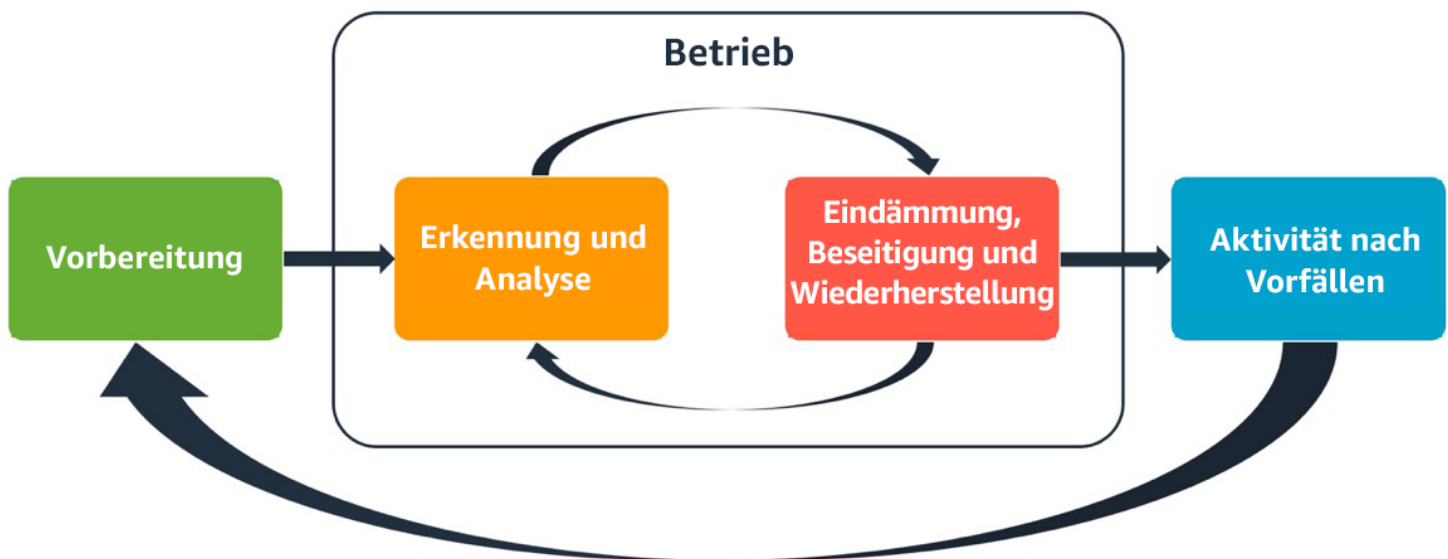 Betrieb
Vorbereitung
Erkennung und
Analyse
Eindämmung,
Beseitigung und
Wiederherstellung
Aktivität nach
Vorfällen